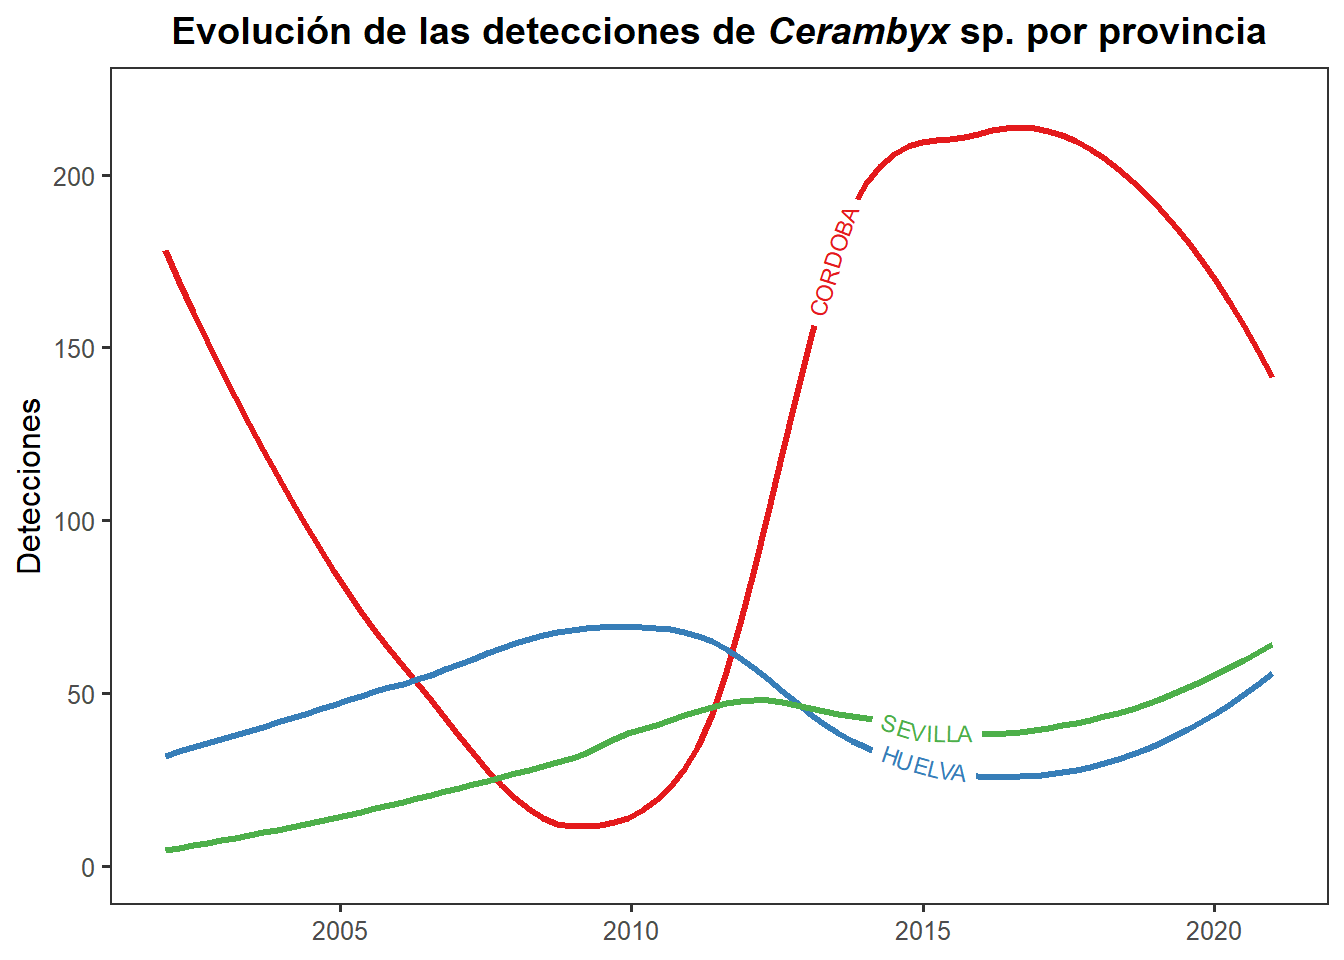 Evolución de las detecciones de Cerambyx sp. por provincia
Detecciones
200
150
100
50
0
CORDOBA
SEVILLA
HUELVA
2005
2010
2015
2020